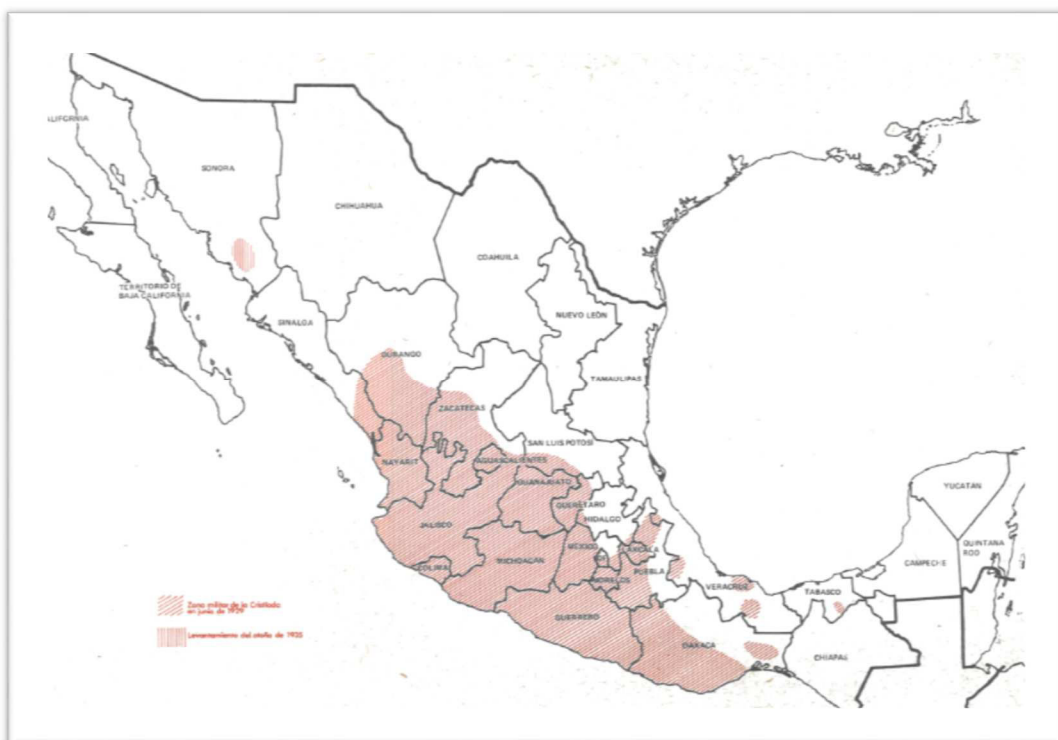 ALIFORNIA
SONORA
CHIHUAHUA
COAHUILA
TERRITORIO DE
BAJA CALIFORNIA
SINALOA
NUEVO LEÒN
DURANGO
TAMAULIPAS
ZACATECAS
SAN LUIS POTOSI
NAYARIT
AGUASCALIENTES
GUANAJUATO
QUERETARO
HIDALGO
YUCATAN
JALISCO
QUINTANA
ROO
MEXICO
TLAXCALA
CAMPECHE
COLIMA
MICHOACAN
PUEBLA
MORELOS
VERACRUZ
TABASCO
GUERRERO
OAXACA
CHIAPAS
Zona militar de la Cristiada
en junio de 1929
Levantamiento del otoño de 1935